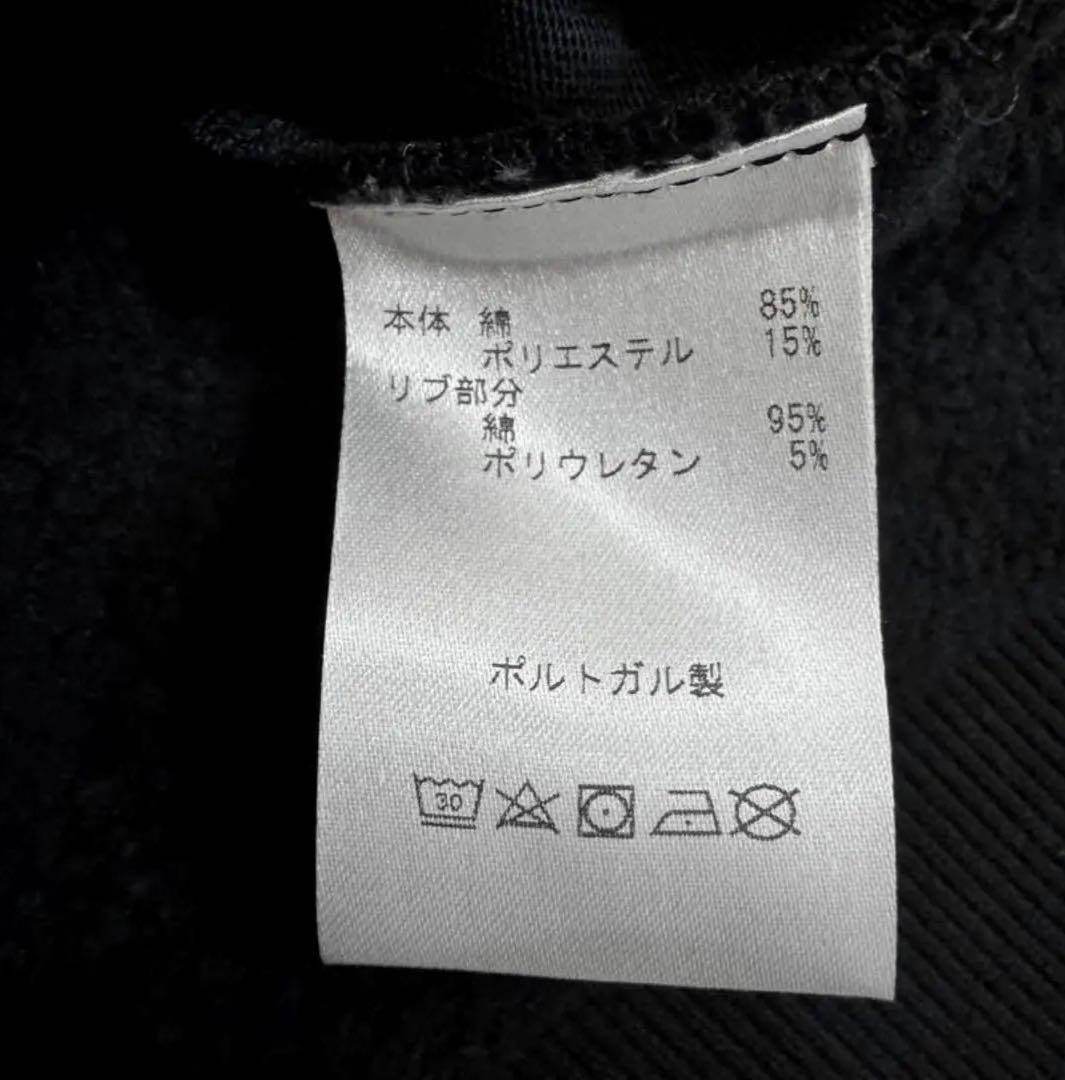 本体 綿 85%
ポリエステル 15%
リブ部分
綿 95%
ポリウレタン 5%
ポルトガル製
30